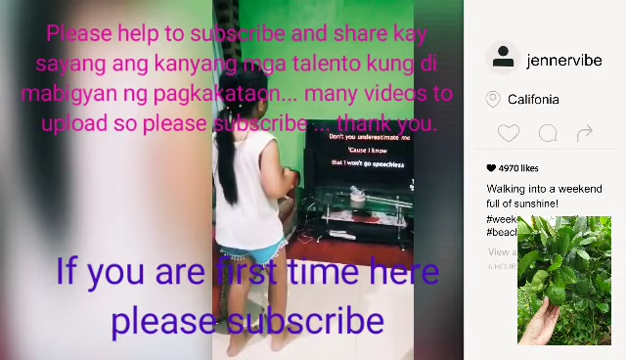 Please help to subscribe and share kay
sayang ang kanyang mga talento kung di
mabigyan ng pagkakataon... many videos to
upload so please subscribe ... thank you.
Don't you underestimate me
'Cause I know
that I won't go speechless
If you are first time here
please subscribe
jennervibe
Califonia
4970 likes
Walking into a weekend
full of sunshine!